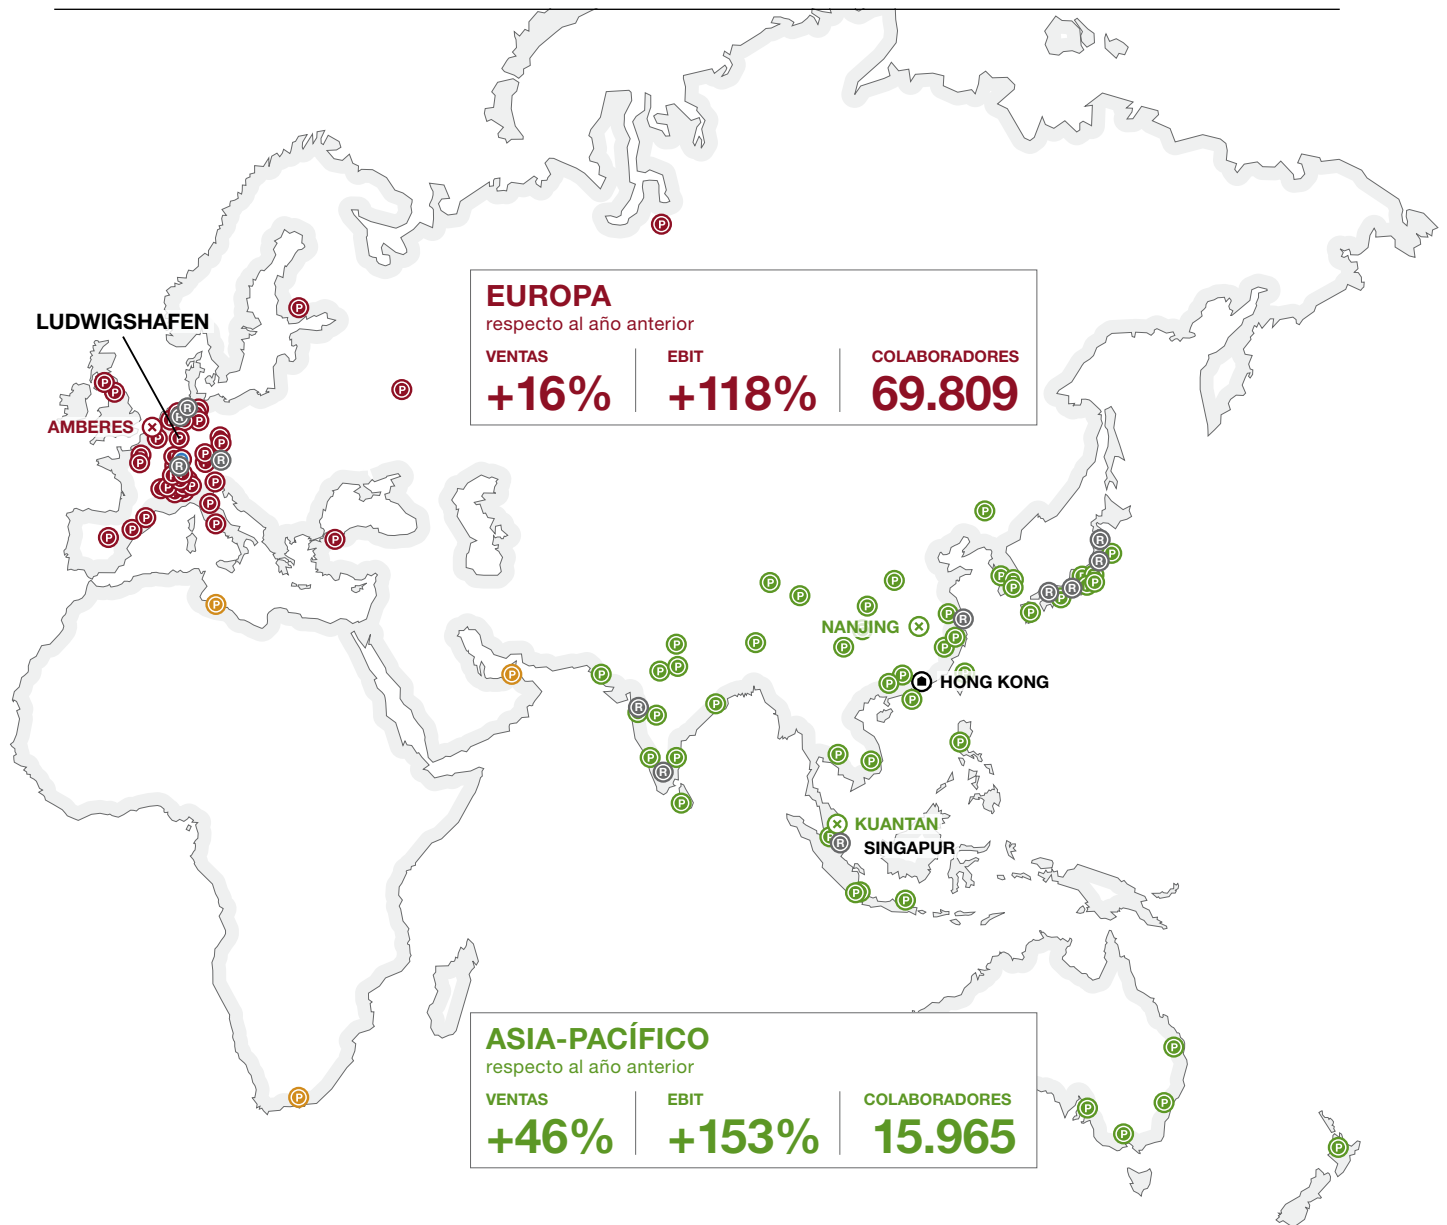 EUROPA
respecto al año anterior
VENTAS
+16%
EBIT
+118%
COLABORADORES
69.809
LUDWIGSHAFEN
AMBERES
NANJING
HONG KONG
KUANTAN
SINGAPUR
ASIA-PACÍFICO
respecto al año anterior
VENTAS
+46%
EBIT
+153%
COLABORADORES
15.965